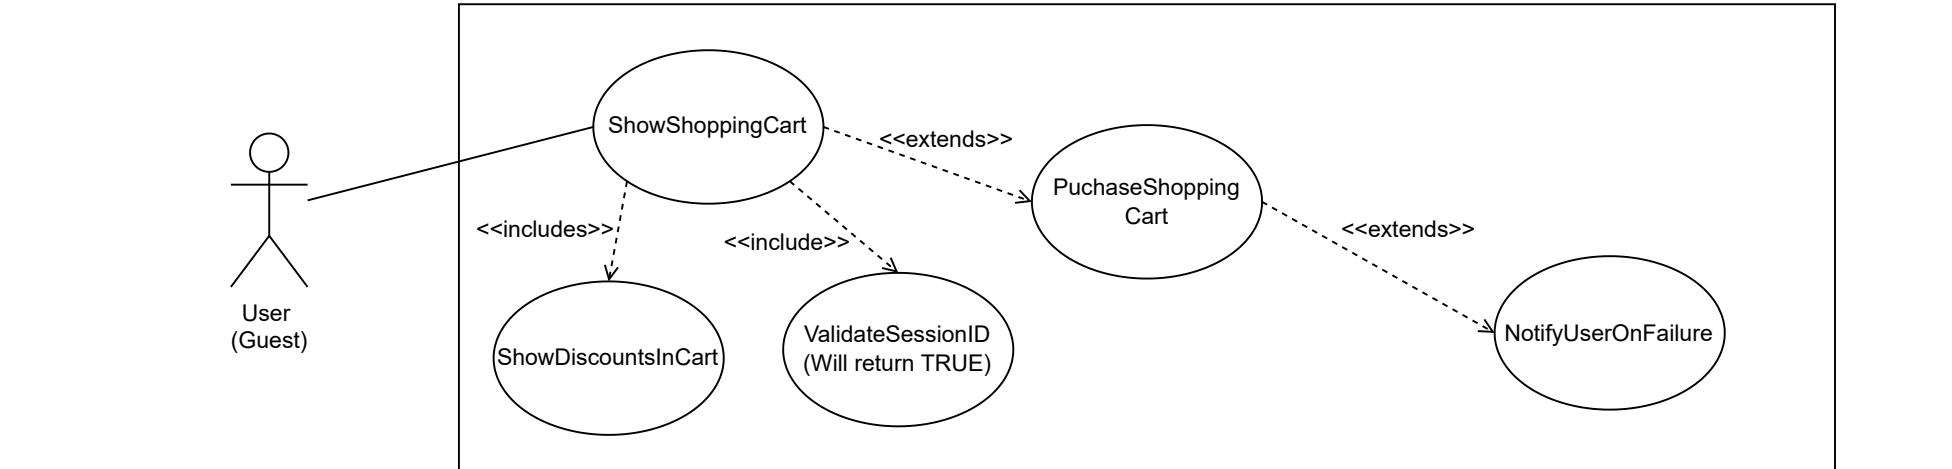 ShowShoppingCart
<<extends>>
PuchaseShopping
Cart
<<includes>>
<<include>>
<<extends>>
User
(Guest)
ShowDiscountsInCart
ValidateSessionID
(Will return TRUE)
NotifyUserOnFailure